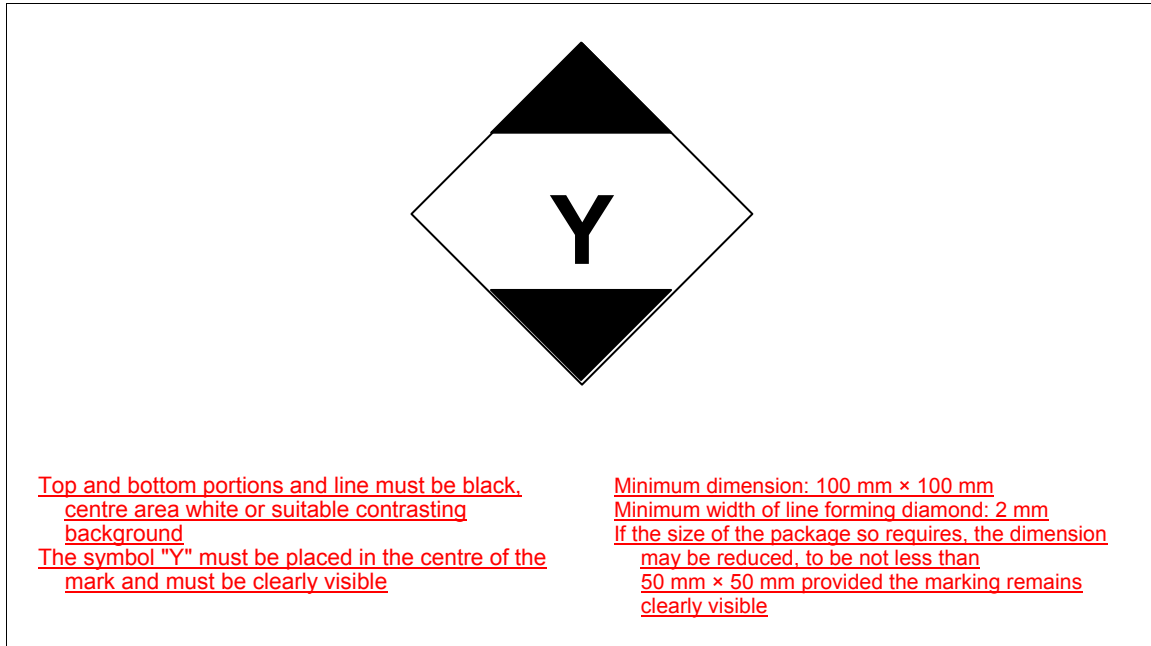 Y
Top and bottom portions and line must be black,
centre area white or suitable contrasting
background
The symbol "Y" must be placed in the centre of the
mark and must be clearly visible
Minimum dimension: 100 mm × 100 mm
Minimum width of line forming diamond: 2 mm
If the size of the package so requires, the dimension
may be reduced, to be not less than
50 mm × 50 mm provided the marking remains
clearly visible